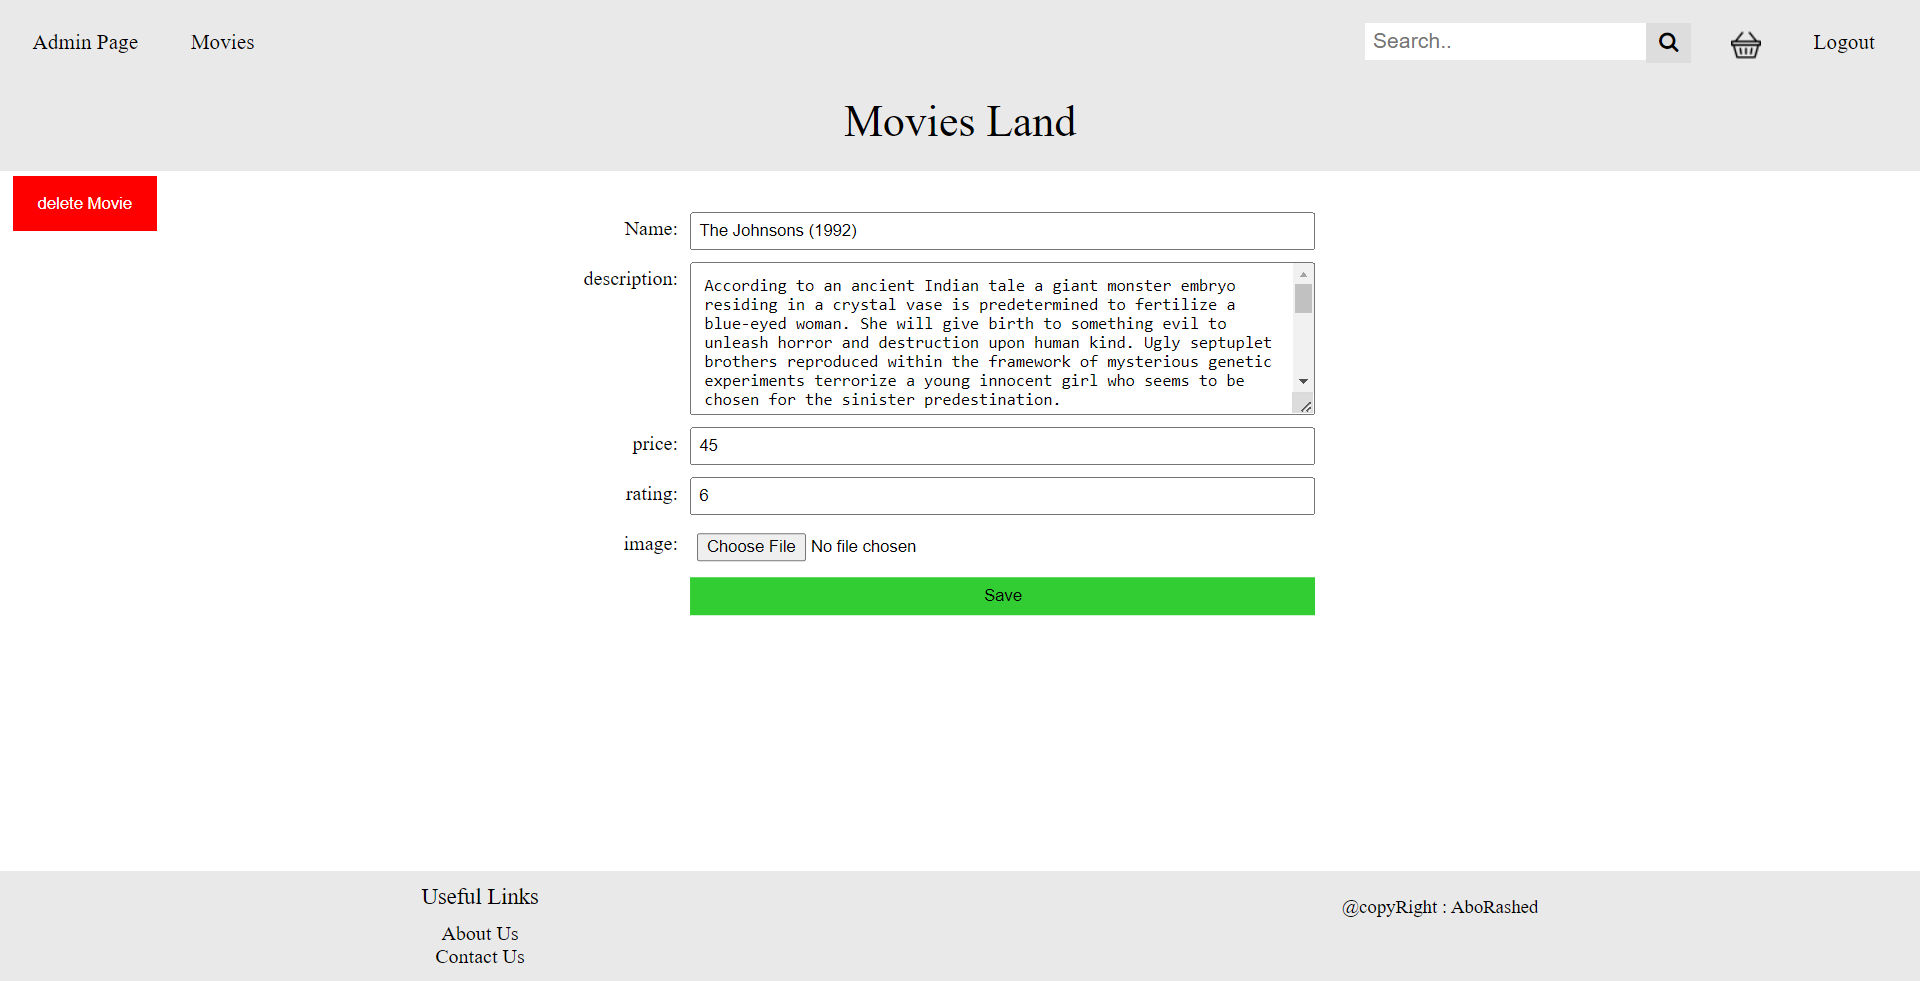 Admin Page Movies Search.. Logout
Movies Land
delete Movie
Name: The Johnsons (1992)
description: According to an ancient Indian tale a giant monster embryo
residing in a crystal vase is predetermined to fertilize a
blue-eyed woman. She will give birth to something evil to
unleash horror and destruction upon human kind. Ugly septuplet
brothers reproduced within the framework of mysterious genetic
experiments terrorize a young innocent girl who seems to be
chosen for the sinister predestination.
price: 45
rating: 6
image: Choose File No file chosen
Save
Useful Links
About Us
Contact Us
@copyRight : AboRashed